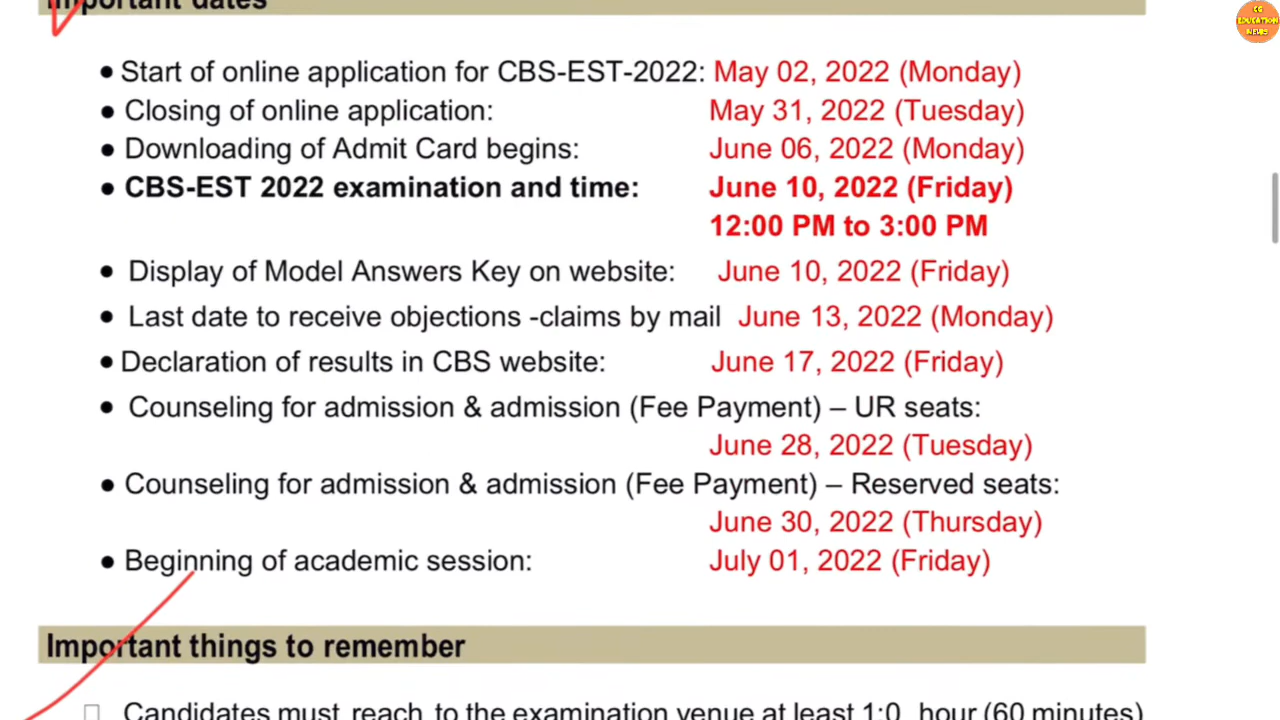 Important dates
CG
EDUCATION
NEWS
● Start of online application for CBS-EST-2022: May 02, 2022 (Monday)
● Closing of online application: May 31, 2022 (Tuesday)
● Downloading of Admit Card begins: June 06, 2022 (Monday)
● CBS-EST 2022 examination and time: June 10, 2022 (Friday)
12:00 PM to 3:00 PM
● Display of Model Answers Key on website: June 10, 2022 (Friday)
● Last date to receive objections -claims by mail June 13, 2022 (Monday)
● Declaration of results in CBS website: June 17, 2022 (Friday)
● Counseling for admission & admission (Fee Payment) – UR seats:
June 28, 2022 (Tuesday)
● Counseling for admission & admission (Fee Payment) – Reserved seats:
June 30, 2022 (Thursday)
● Beginning of academic session: July 01, 2022 (Friday)
Important things to remember
Candidates must reach to the examination venue at least 1:0 hour (60 minutes)